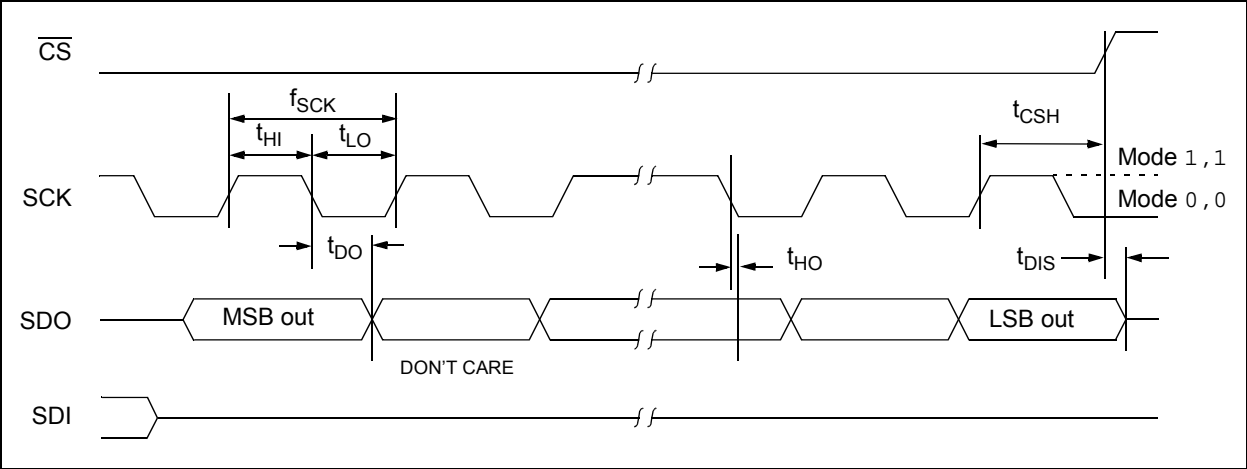 CS
fSCK
tHI
tLO
tCSH
Mode 1,1
SCK
Mode 0,0
tDO
tHO
tDIS
SDO
MSB out
LSB out
DON'T CARE
SDI